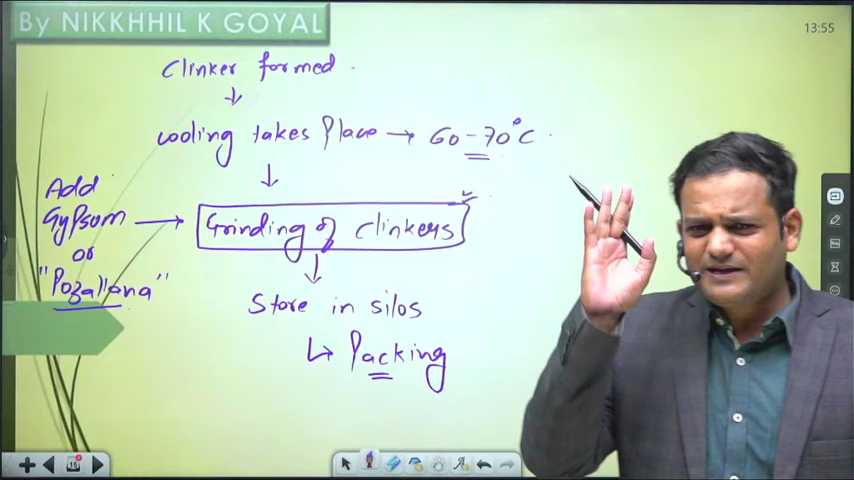 By NIKKHHIL K GOYAL
13:55
Clinker formed.
↓
Cooling takes Place → 60-70°C.
↓
Add
Gypsum →
or
"Pozallana"
Grinding of Clinkers
↓
Store in silos
↳ Packing
15